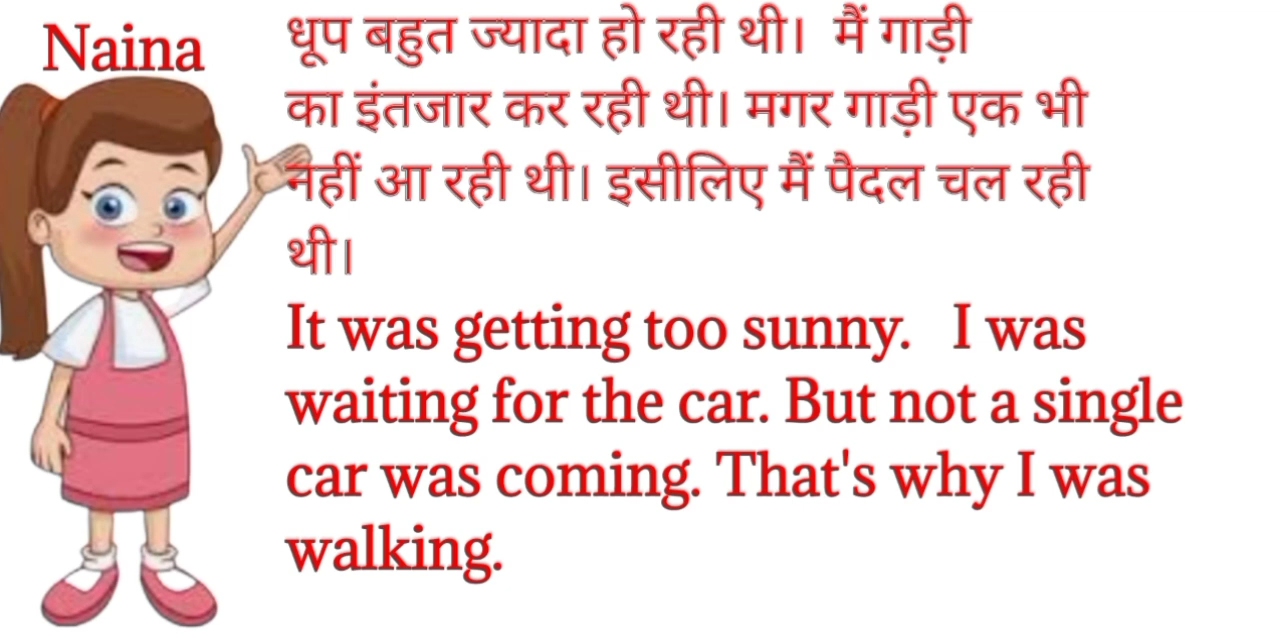 Naina
धूप बहुत ज्यादा हो रही थी। मैं गाड़ी
का इंतजार कर रही थी। मगर गाड़ी एक भी
नहीं आ रही थी। इसीलिए मैं पैदल चल रही
थी।
It was getting too sunny. I was
waiting for the car. But not a single
car was coming. That's why I was
walking.